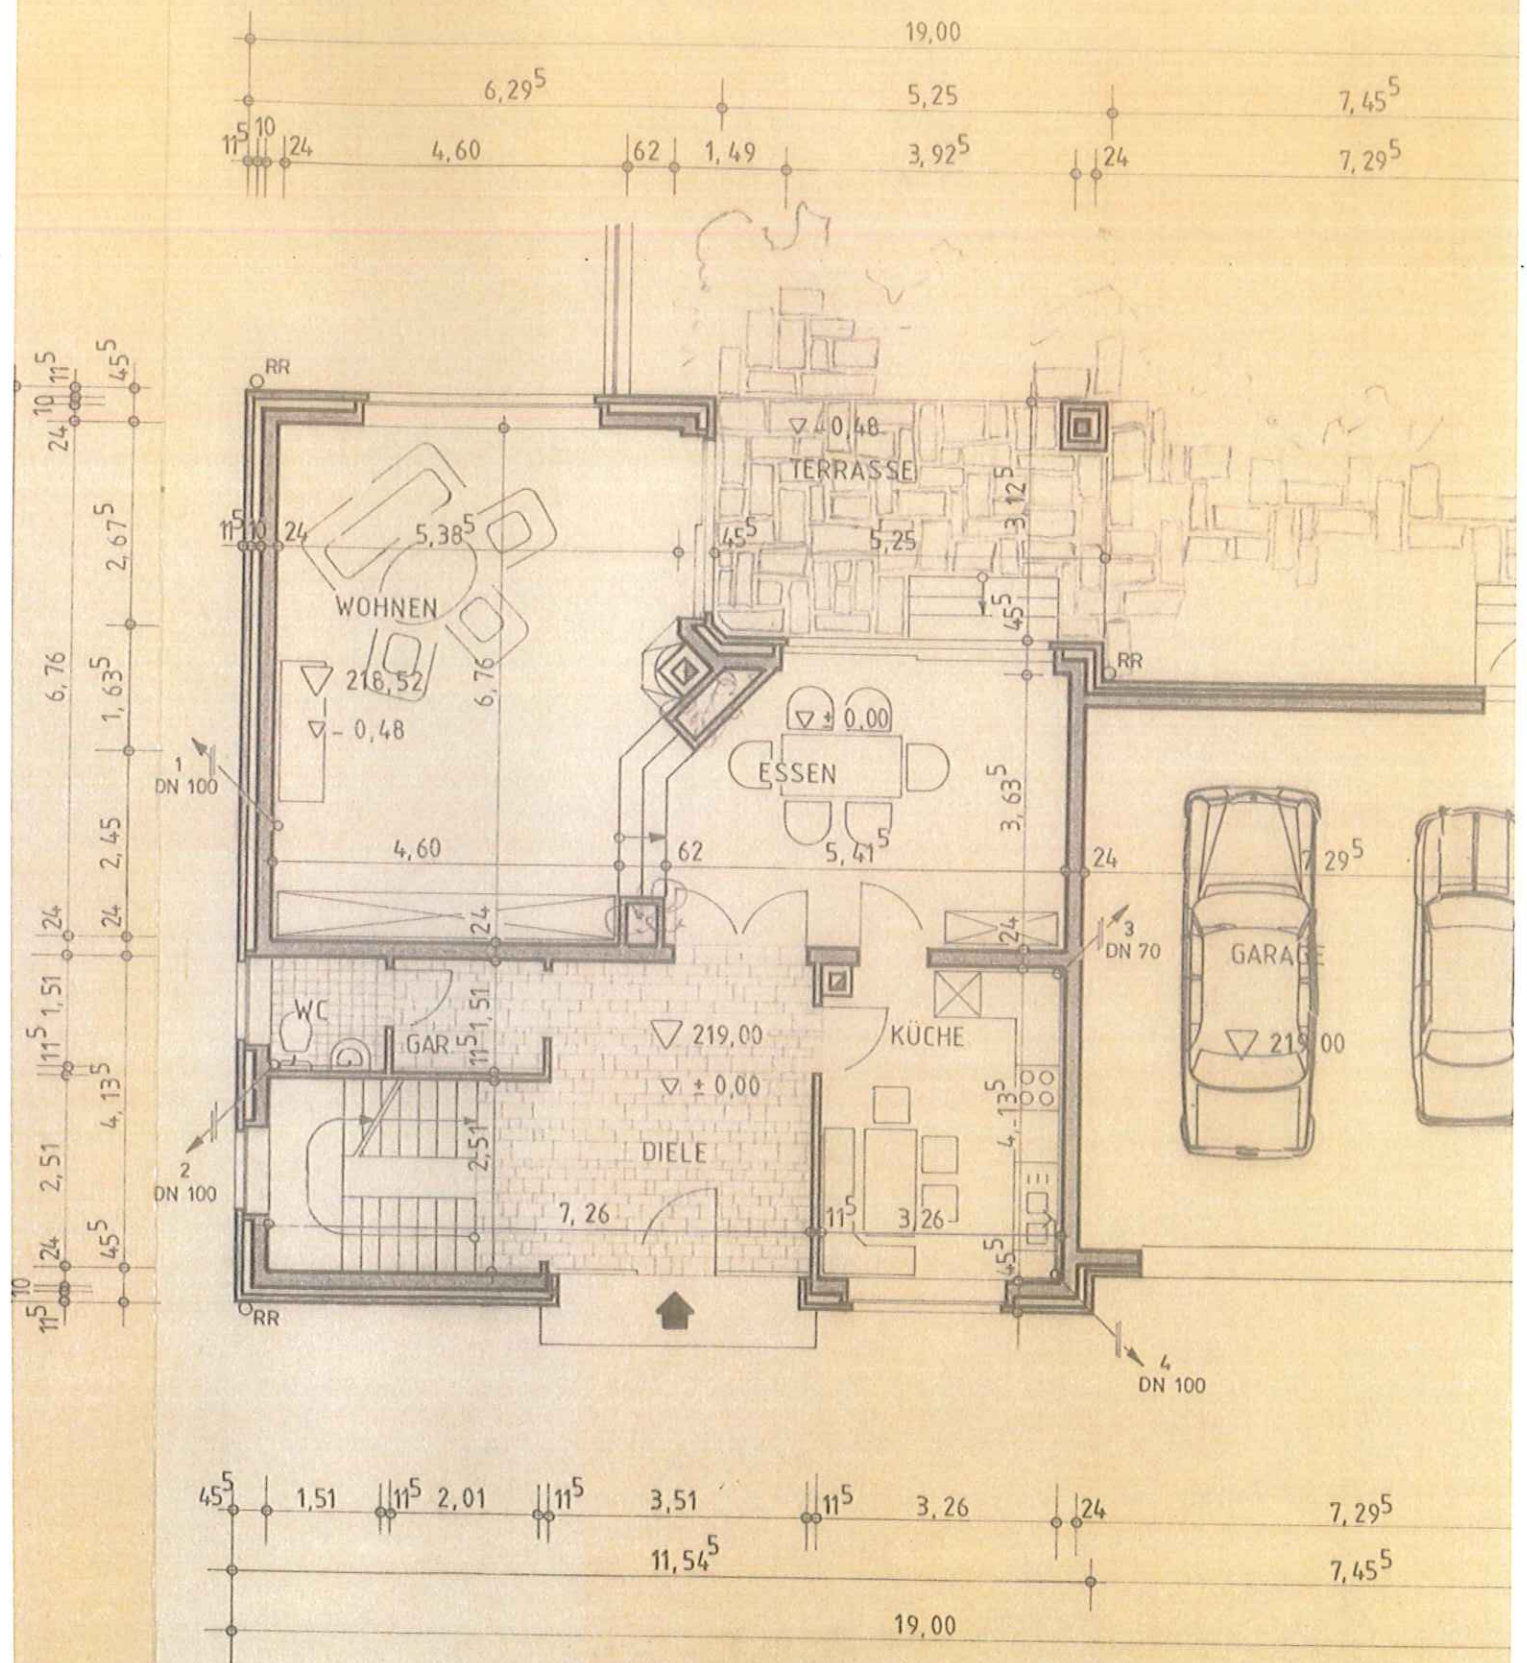 19,00
6,29⁵ 5,25 7,45⁵
11⁵ 10 24 4,60 62 1,49 3,92⁵ 24 7,29⁵
RR
11⁵ 45⁵
10
24
▽ -0,48
TERRASSE
3,12⁵
2,67⁵
11⁵ 10 24 5,38⁵ 45⁵ 5,25
WOHNEN
45⁵
6,76
1,63⁵
▽ 218,52
6,76
▽ - 0,48
RR
▽ ± 0,00
ESSEN
3,63⁵
1
DN 100
2,45
4,60 62 5,41⁵ 24 7,29⁵
24 24 24 24
3
DN 70
GARAGE
1,51
WC
1,51
GAR.
11⁵
11⁵
▽ 219,00
KÜCHE
▽ 219,00
▽ ± 0,00
4,13⁵
4,13⁵
2,51
2,51
DIELE
2
DN 100
7,26 11⁵ 3,26
24 45⁵
45⁵
10
11⁵
RR
4
DN 100
45⁵ 1,51 11⁵ 2,01 11⁵ 3,51 11⁵ 3,26 24 7,29⁵
11,54⁵ 7,45⁵
19,00